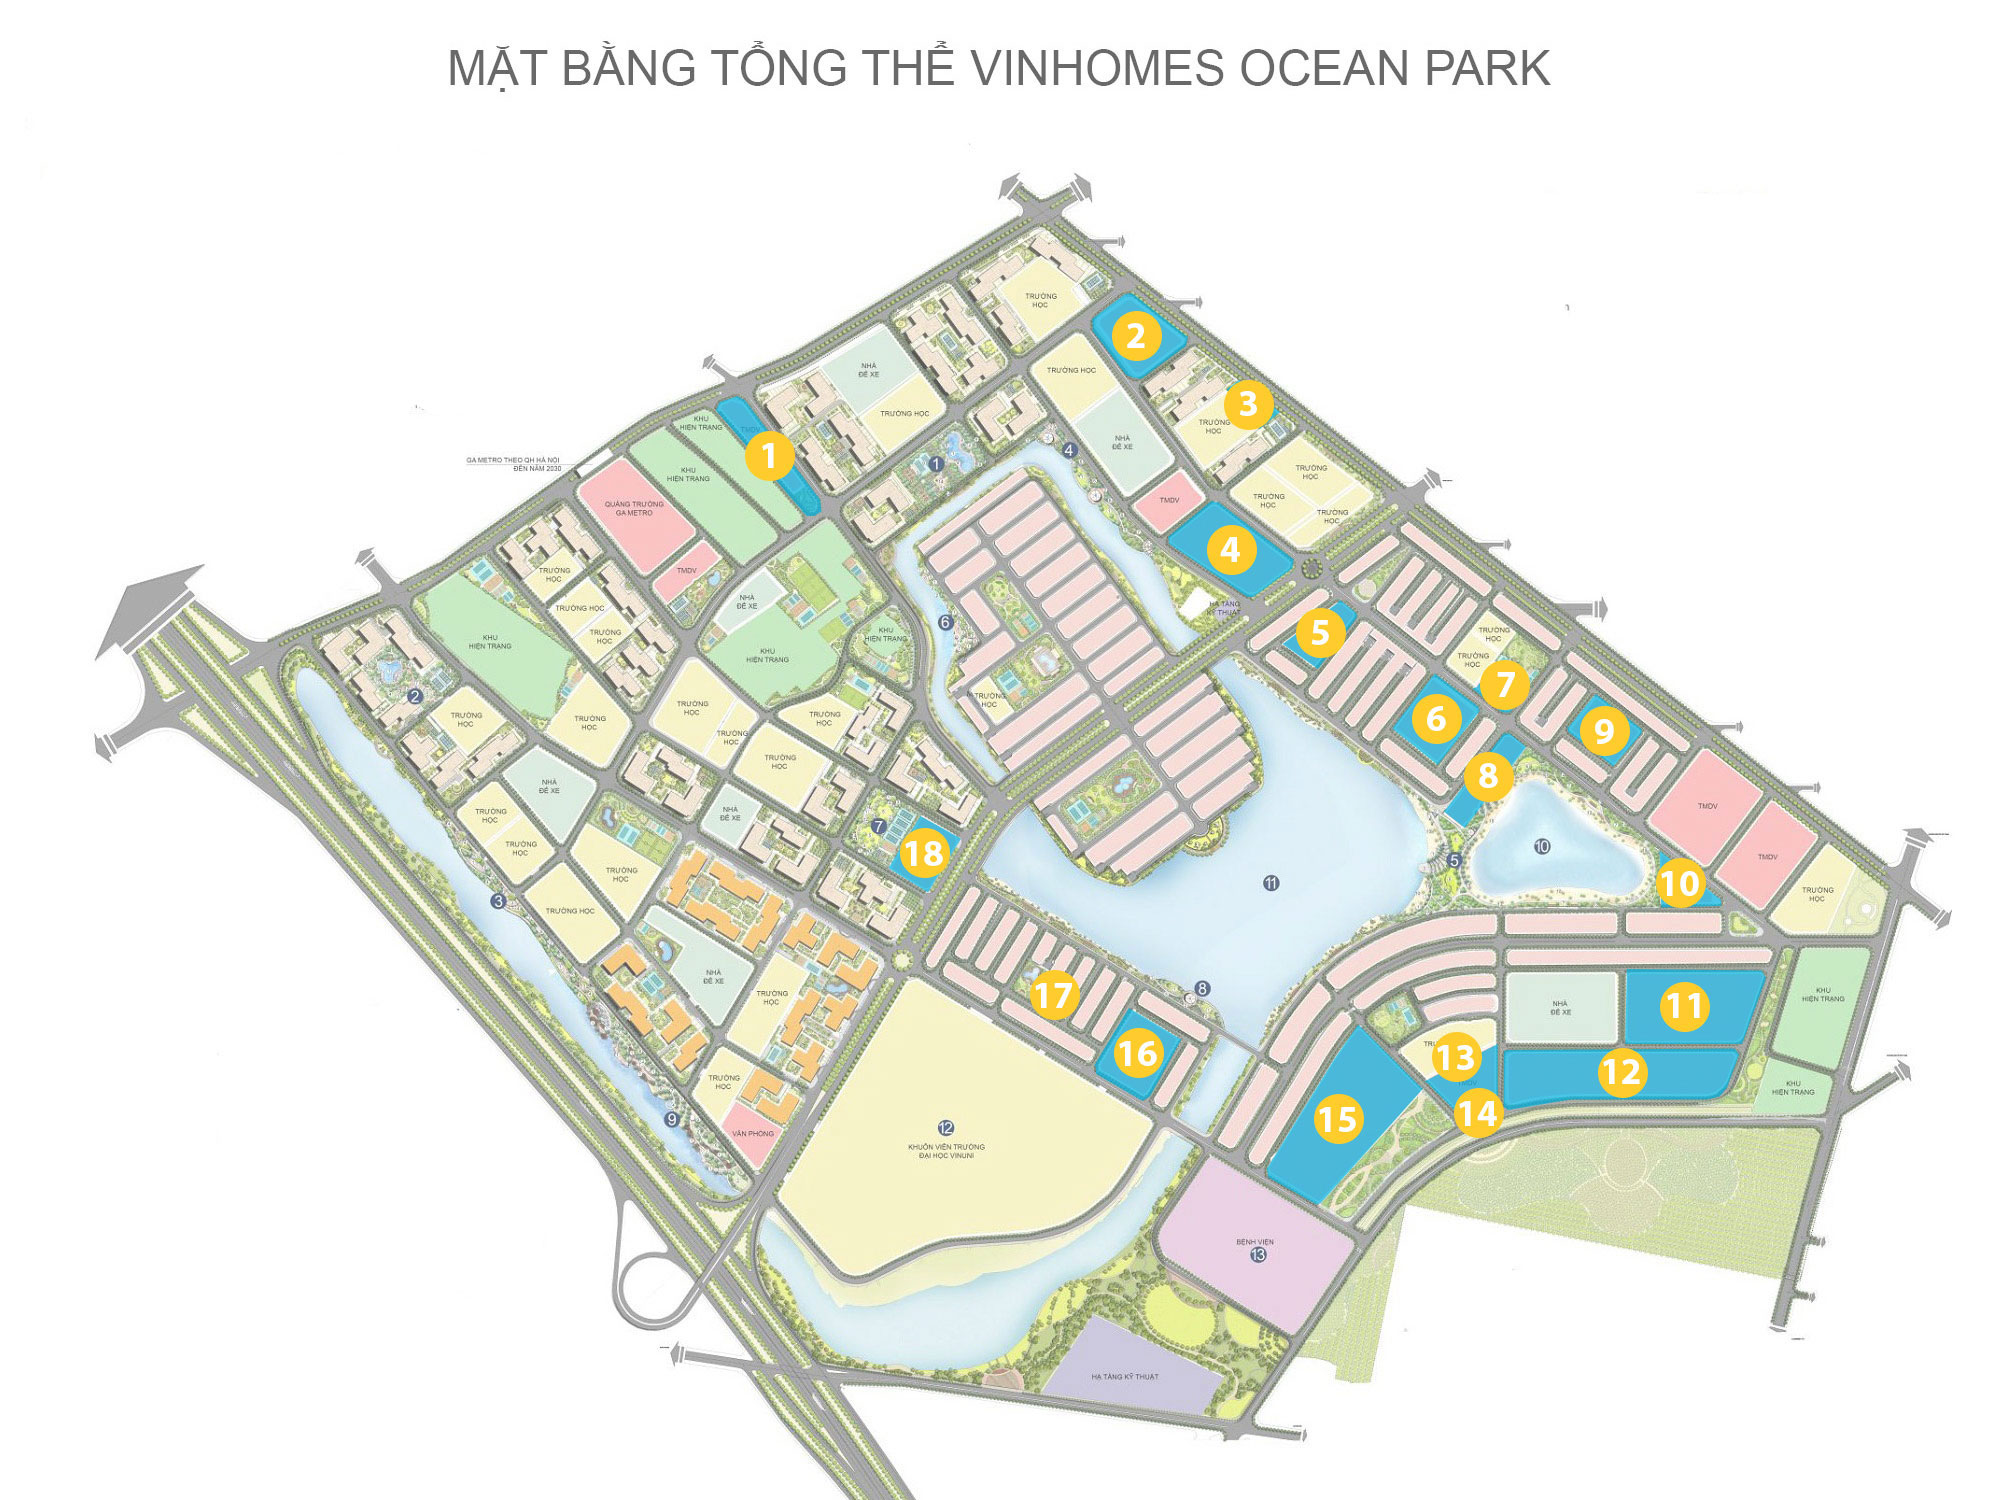 MẶT BẰNG TỔNG THỂ VINHOMES OCEAN PARK
TRƯỜNG
HỌC
2
NHÀ
ĐỂ XE
TRƯỜNG HỌC
TRƯỜNG HỌC
3
TRƯỜNG
HỌC
KHU
HIỆN TRẠNG
TMDV
1
NHÀ
ĐỂ XE
4
1
GA METRO THEO QH HÀ NỘI
ĐẾN NĂM 2030
KHU
HIỆN TRẠNG
TRƯỜNG
HỌC
TRƯỜNG
HỌC
TRƯỜNG
HỌC
TMDV
QUẢNG TRƯỜNG
GA METRO
4
TMDV
TRƯỜNG
HỌC
NHÀ
ĐỂ XE
HẠ TẦNG
KỸ THUẬT
TRƯỜNG HỌC
6
5
KHU
HIỆN TRẠNG
TRƯỜNG
HỌC
KHU
HIỆN TRẠNG
KHU
HIỆN TRẠNG
TRƯỜNG
HỌC
TRƯỜNG
HỌC
7
2
TRƯỜNG
HỌC
TRƯỜNG
HỌC
TRƯỜNG
HỌC
TRƯỜNG
HỌC
TRƯỜNG
HỌC
TRƯỜNG
HỌC
6
9
TRƯỜNG
HỌC
8
NHÀ
ĐỂ XE
TMDV
TRƯỜNG
HỌC
NHÀ
ĐỂ XE
7
18
10
5
TRƯỜNG
HỌC
TMDV
TRƯỜNG
HỌC
11
10
TRƯỜNG
HỌC
3
TRƯỜNG HỌC
NHÀ
ĐỂ XE
TRƯỜNG
HỌC
17
8
NHÀ
ĐỂ XE
11
KHU
HIỆN TRẠNG
16
13
TMDV
12
TRƯỜNG
HỌC
KHU
HIỆN TRẠNG
15
14
9
VĂN PHÒNG
12
KHUÔN VIÊN TRƯỜNG
ĐẠI HỌC VINUNI
BỆNH VIỆN
13
HẠ TẦNG KỸ THUẬT